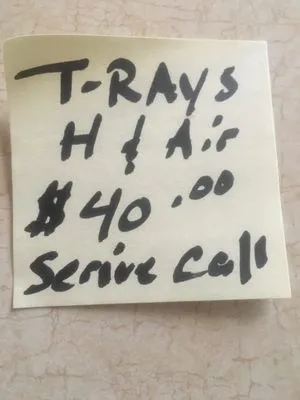 T-RAYS
H & Air
$40.00
Serive Call